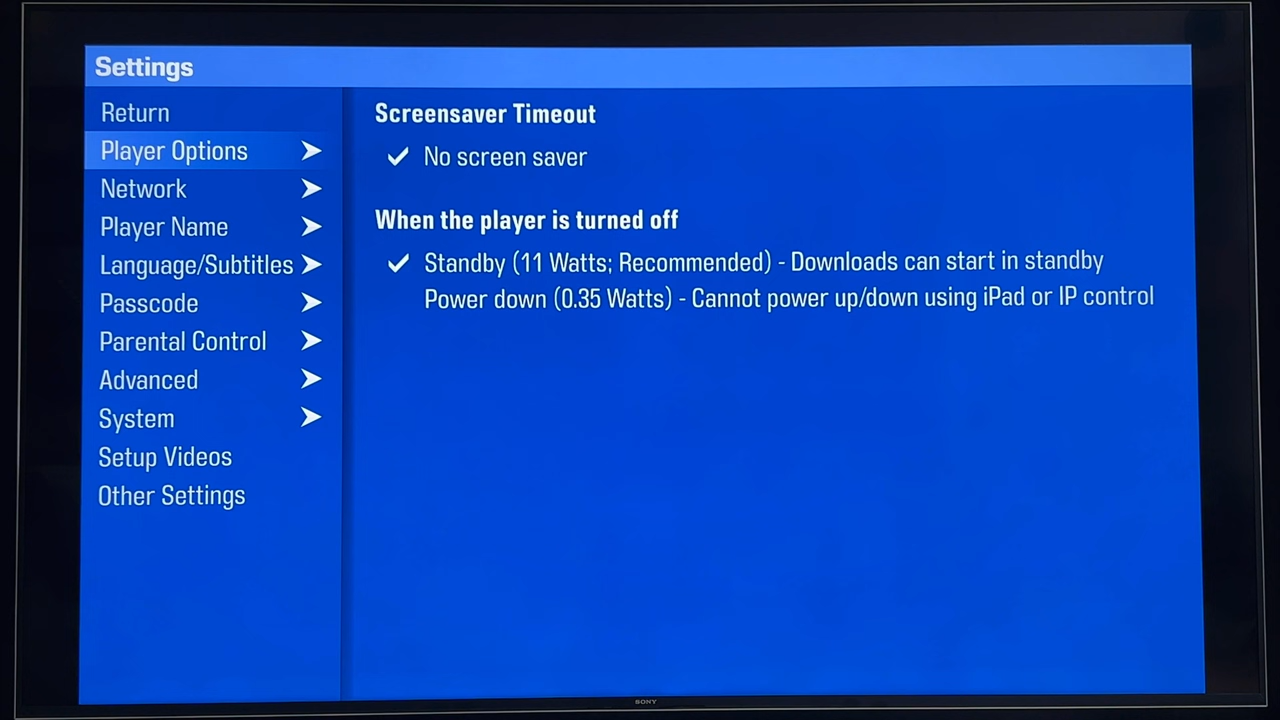 Settings
Return
Player Options
Network
Player Name
Language/Subtitles
Passcode
Parental Control
Advanced
System
Setup Videos
Other Settings
Screensaver Timeout
No screen saver
When the player is turned off
Standby (11 Watts; Recommended) - Downloads can start in standby
Power down (0.35 Watts) - Cannot power up/down using iPad or IP control
SONY